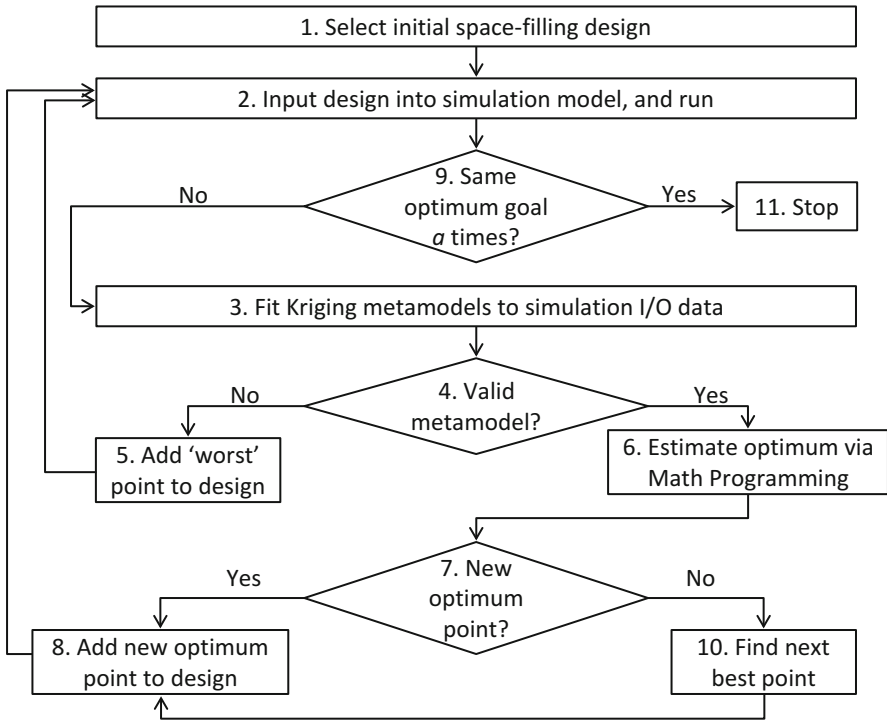 1. Select initial space-filling design
2. Input design into simulation model, and run
9. Same
optimum goal
a times?
No
Yes
11. Stop
3. Fit Kriging metamodels to simulation I/O data
4. Valid
metamodel?
No
Yes
5. Add ‘worst’
point to design
6. Estimate optimum via
Math Programming
7. New
optimum
point?
Yes
No
8. Add new optimum
point to design
10. Find next
best point